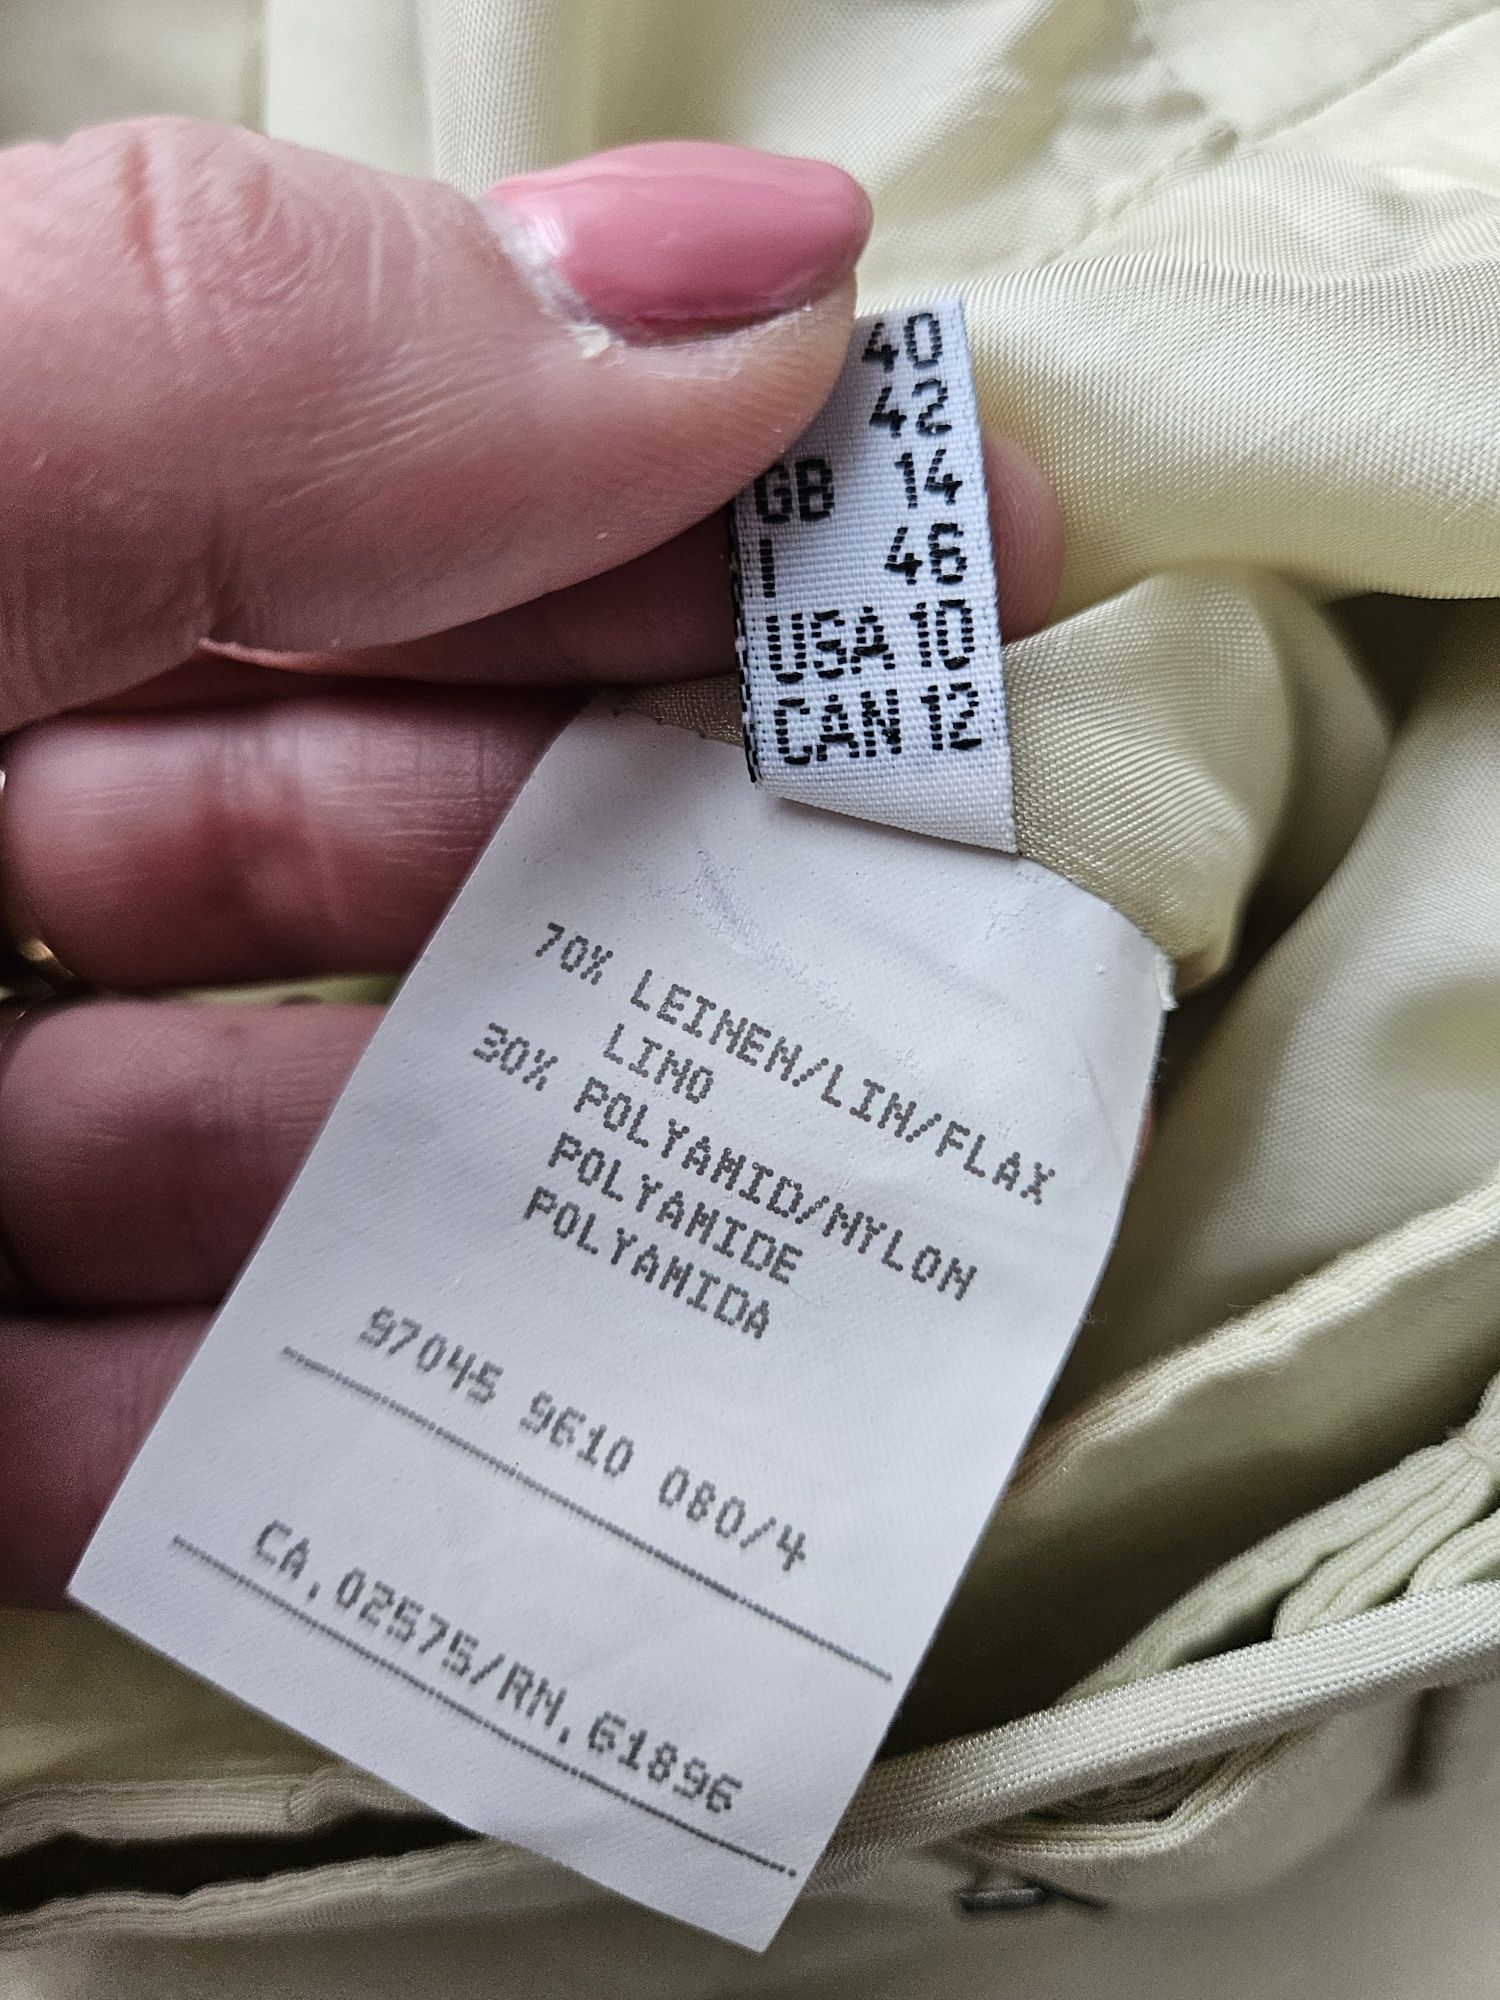 40
42
GB 14
I 46
USA 10
CAN 12
70% LEINEN/LIN/FLAX
LINO
30% POLYAMID/NYLON
POLYAMIDE
POLYAMIDA
97045 9610 080/4
CA.02575/RN.61896